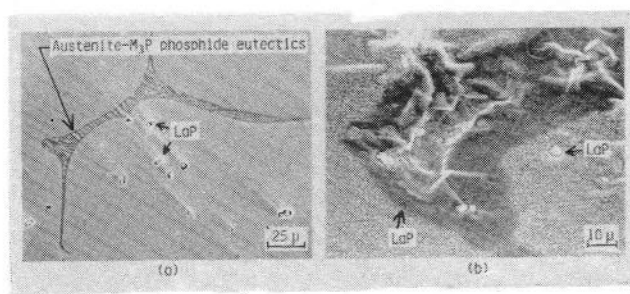 Austenite-M₃P phosphide eutectics
LaP
25 μ
(a)
LaP
LaP
10 μ
(b)